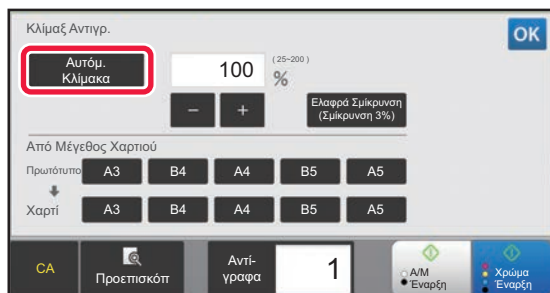 Κλίμαξ Αντιγρ.
OK
Αυτόμ.
Κλίμακα
100
( 25~200 )
%
–
+
Ελαφρά Σμίκρυνση
(Σμίκρυνση 3%)
Από Μέγεθος Χαρτιού
Πρωτότυπο A3 B4 A4 B5 A5
Χαρτί A3 B4 A4 B5 A5
CA
Προεπισκόπ
Αντί-
γραφα
1
Α/Μ
Έναρξη
Χρώμα
Έναρξη